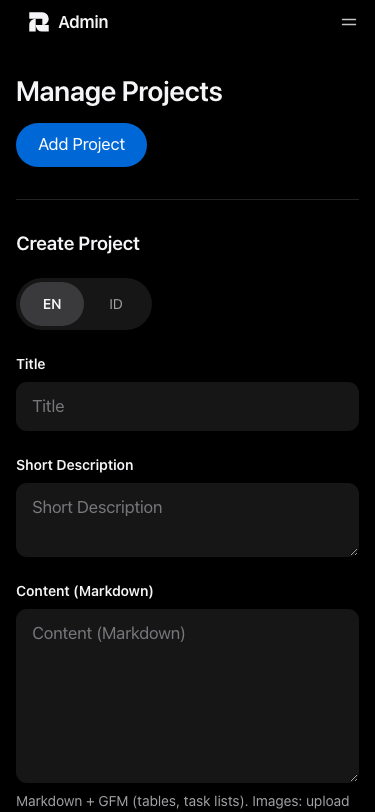 Admin
Manage Projects
Add Project
Create Project
EN ID
Title
Title
Short Description
Short Description
Content (Markdown)
Content (Markdown)
Markdown + GFM (tables, task lists). Images: upload